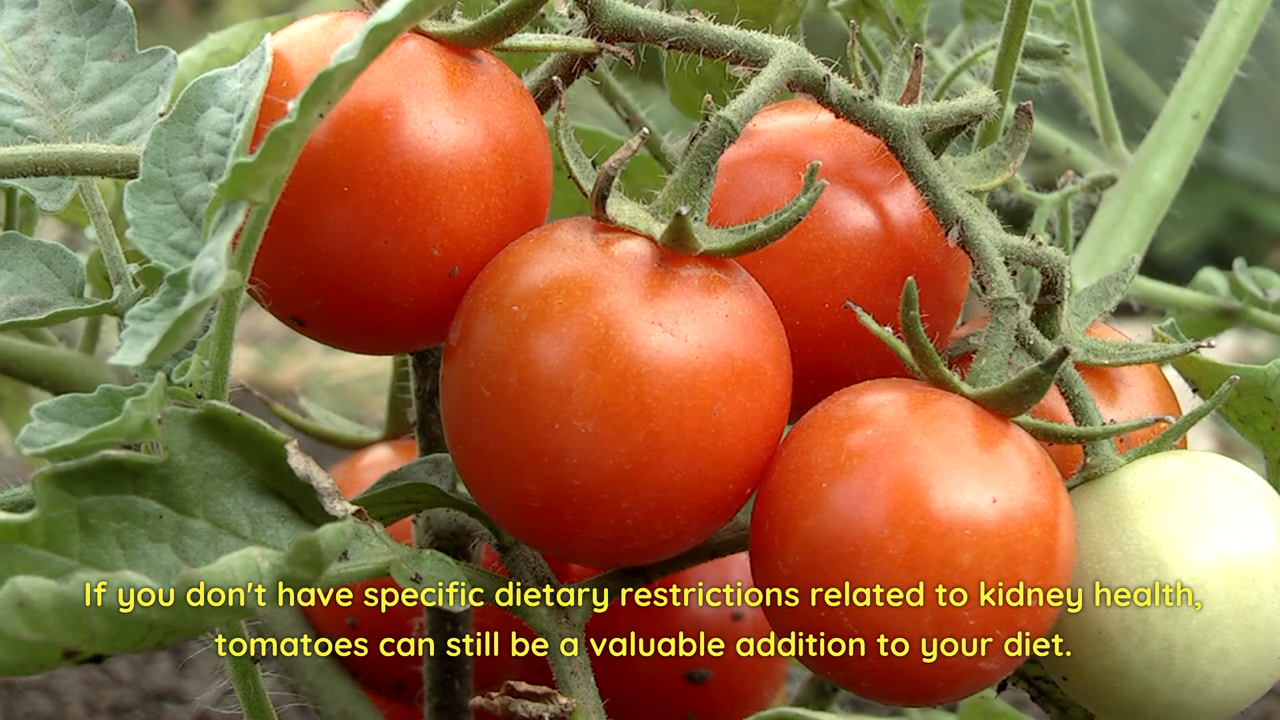 If you don't have specific dietary restrictions related to kidney health,
tomatoes can still be a valuable addition to your diet.